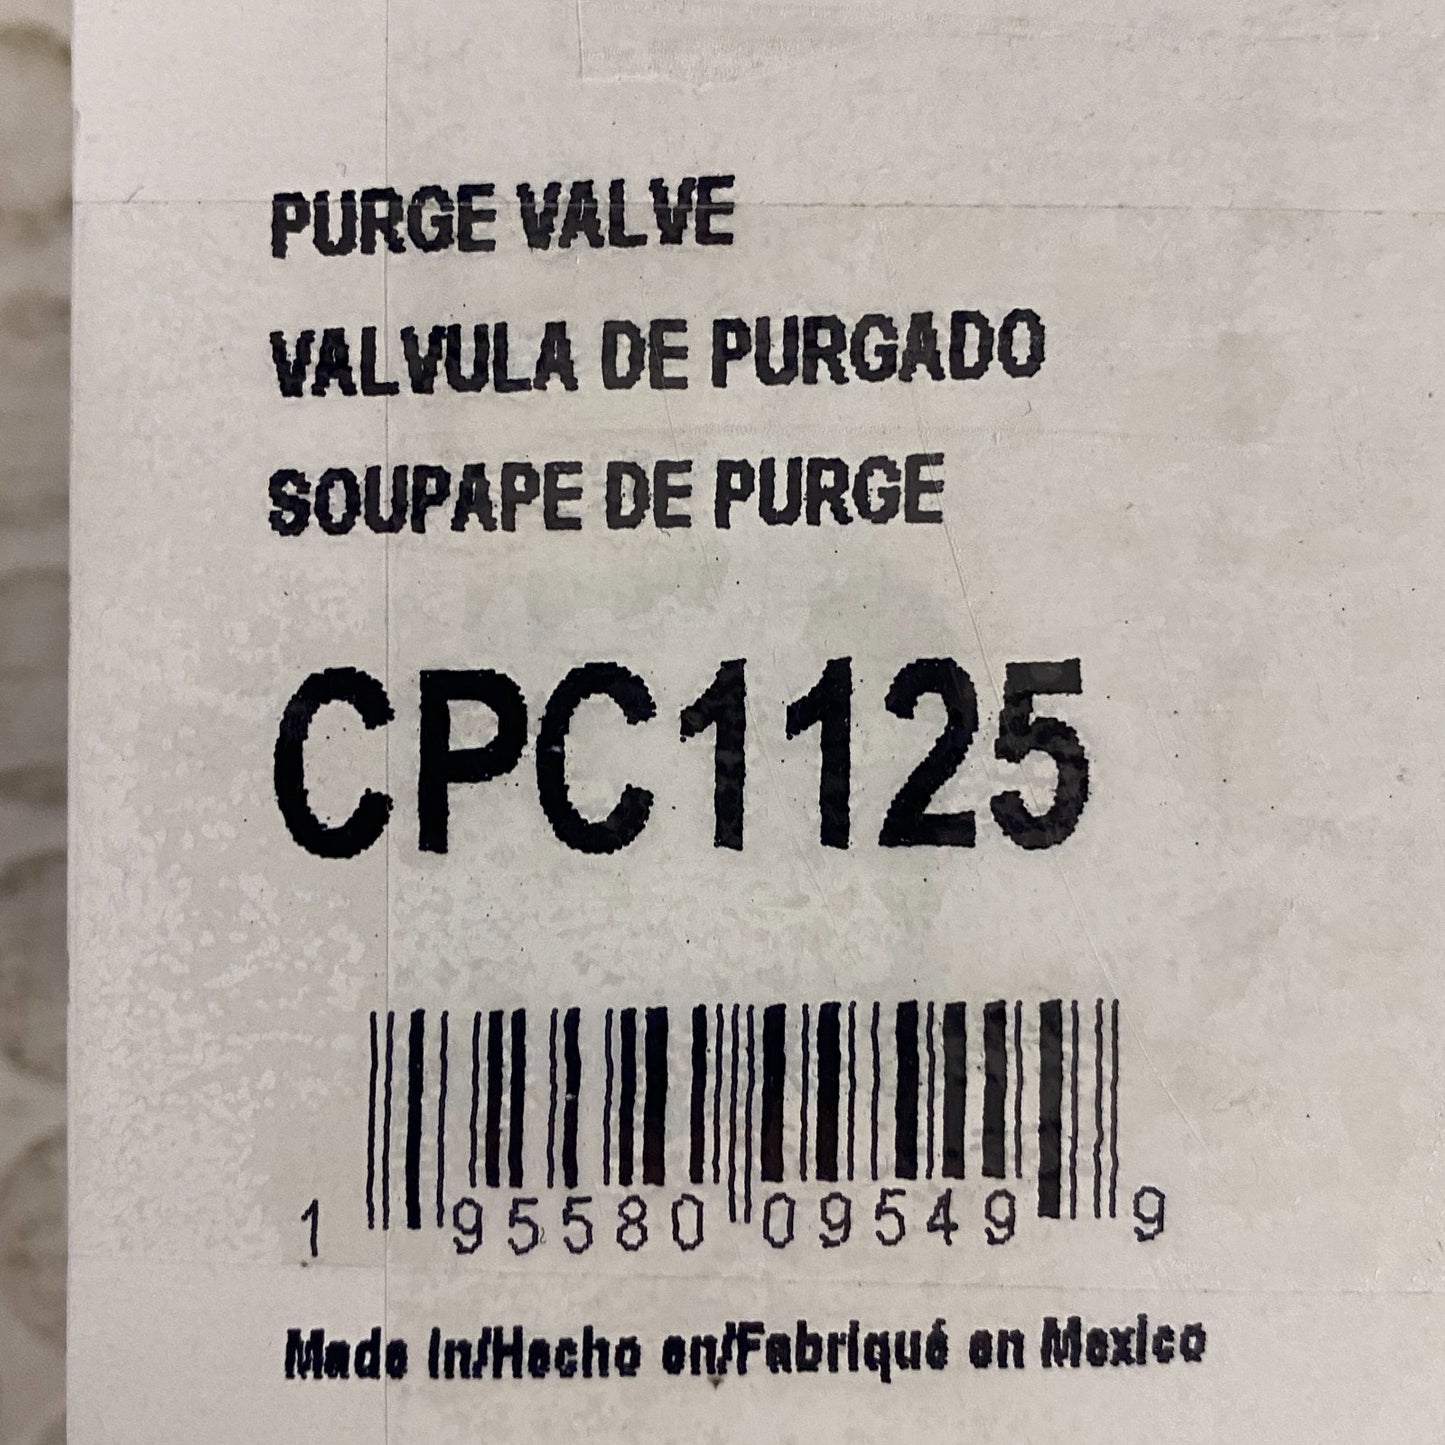 PURGE VALVE
VALVULA DE PURGADO
SOUPAPE DE PURGE
CPC1125
1 95580 09549 9
Made in/Hecho en/Fabriqué en Mexico